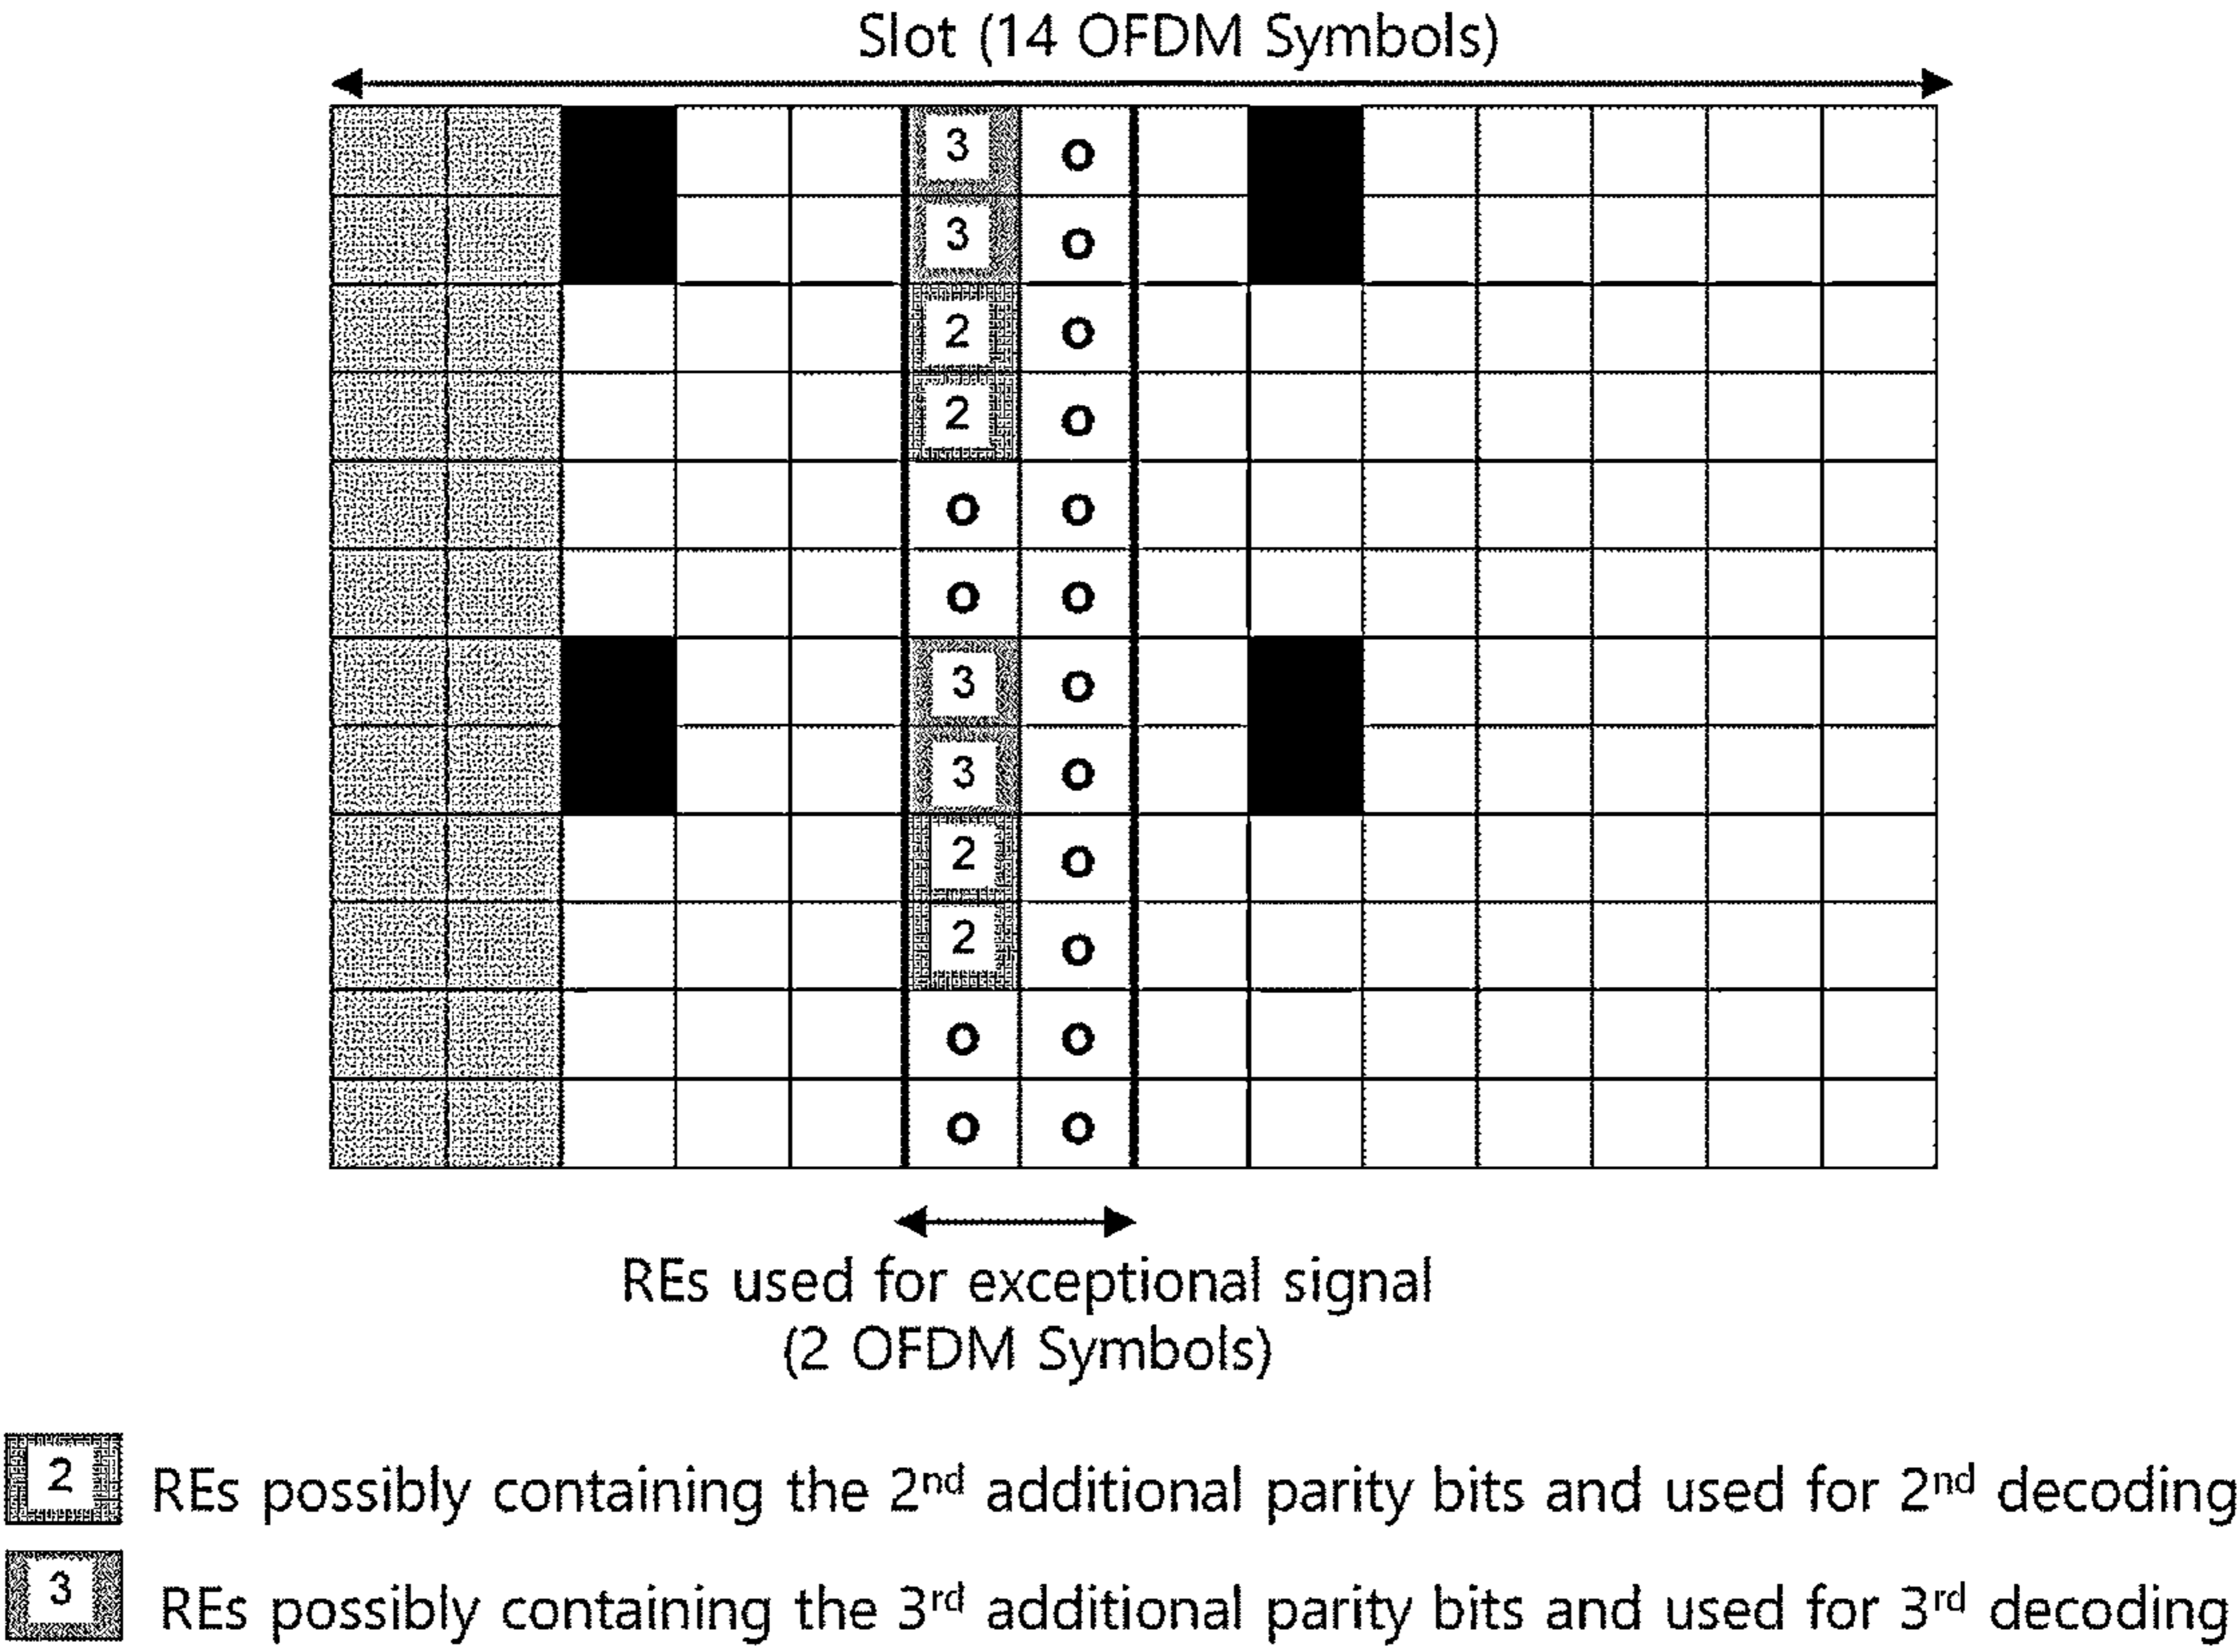 Slot (14 OFDM Symbols)
3 o
3 o
2 o
2 o
o o
o o
3 o
3 o
2 o
2 o
o o
o o
REs used for exceptional signal
(2 OFDM Symbols)
2 REs possibly containing the 2nd additional parity bits and used for 2nd decoding
3 REs possibly containing the 3rd additional parity bits and used for 3rd decoding